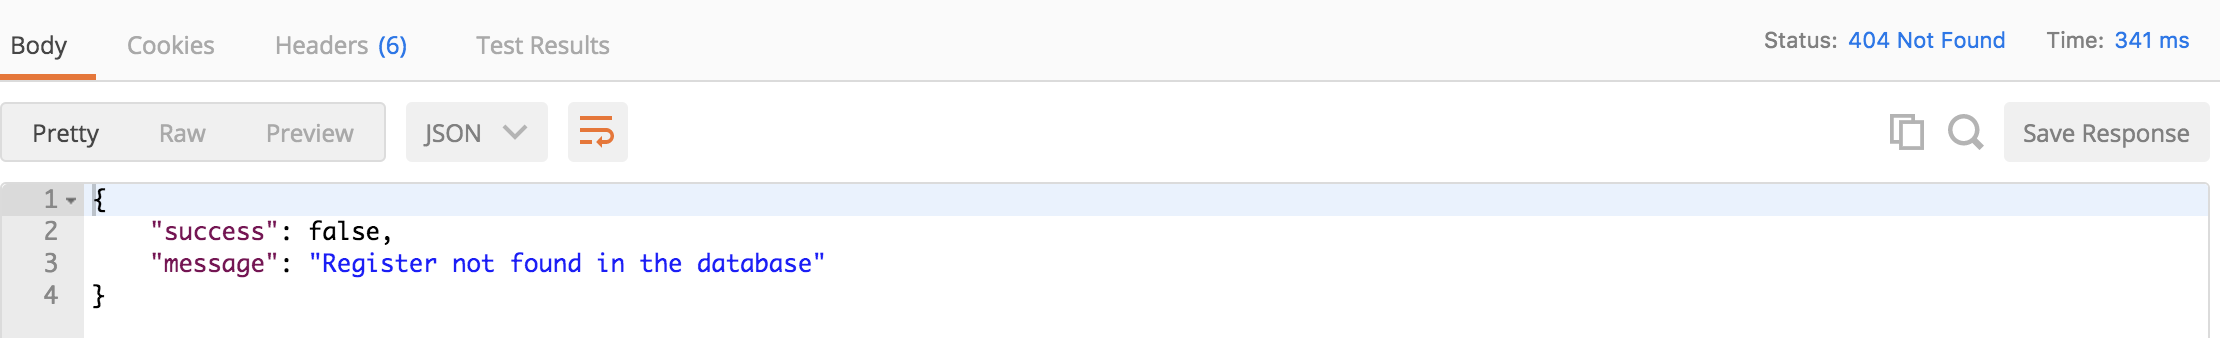 Body Cookies Headers (6) Test Results Status: 404 Not Found Time: 341 ms
Pretty Raw Preview JSON Save Response
1 {
2 "success": false,
3 "message": "Register not found in the database"
4 }